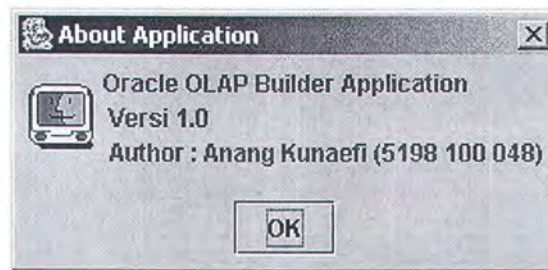 About Application
Oracle OLAP Builder Application
Versi 1.0
Author : Anang Kunaefi (5198 100 048)
OK